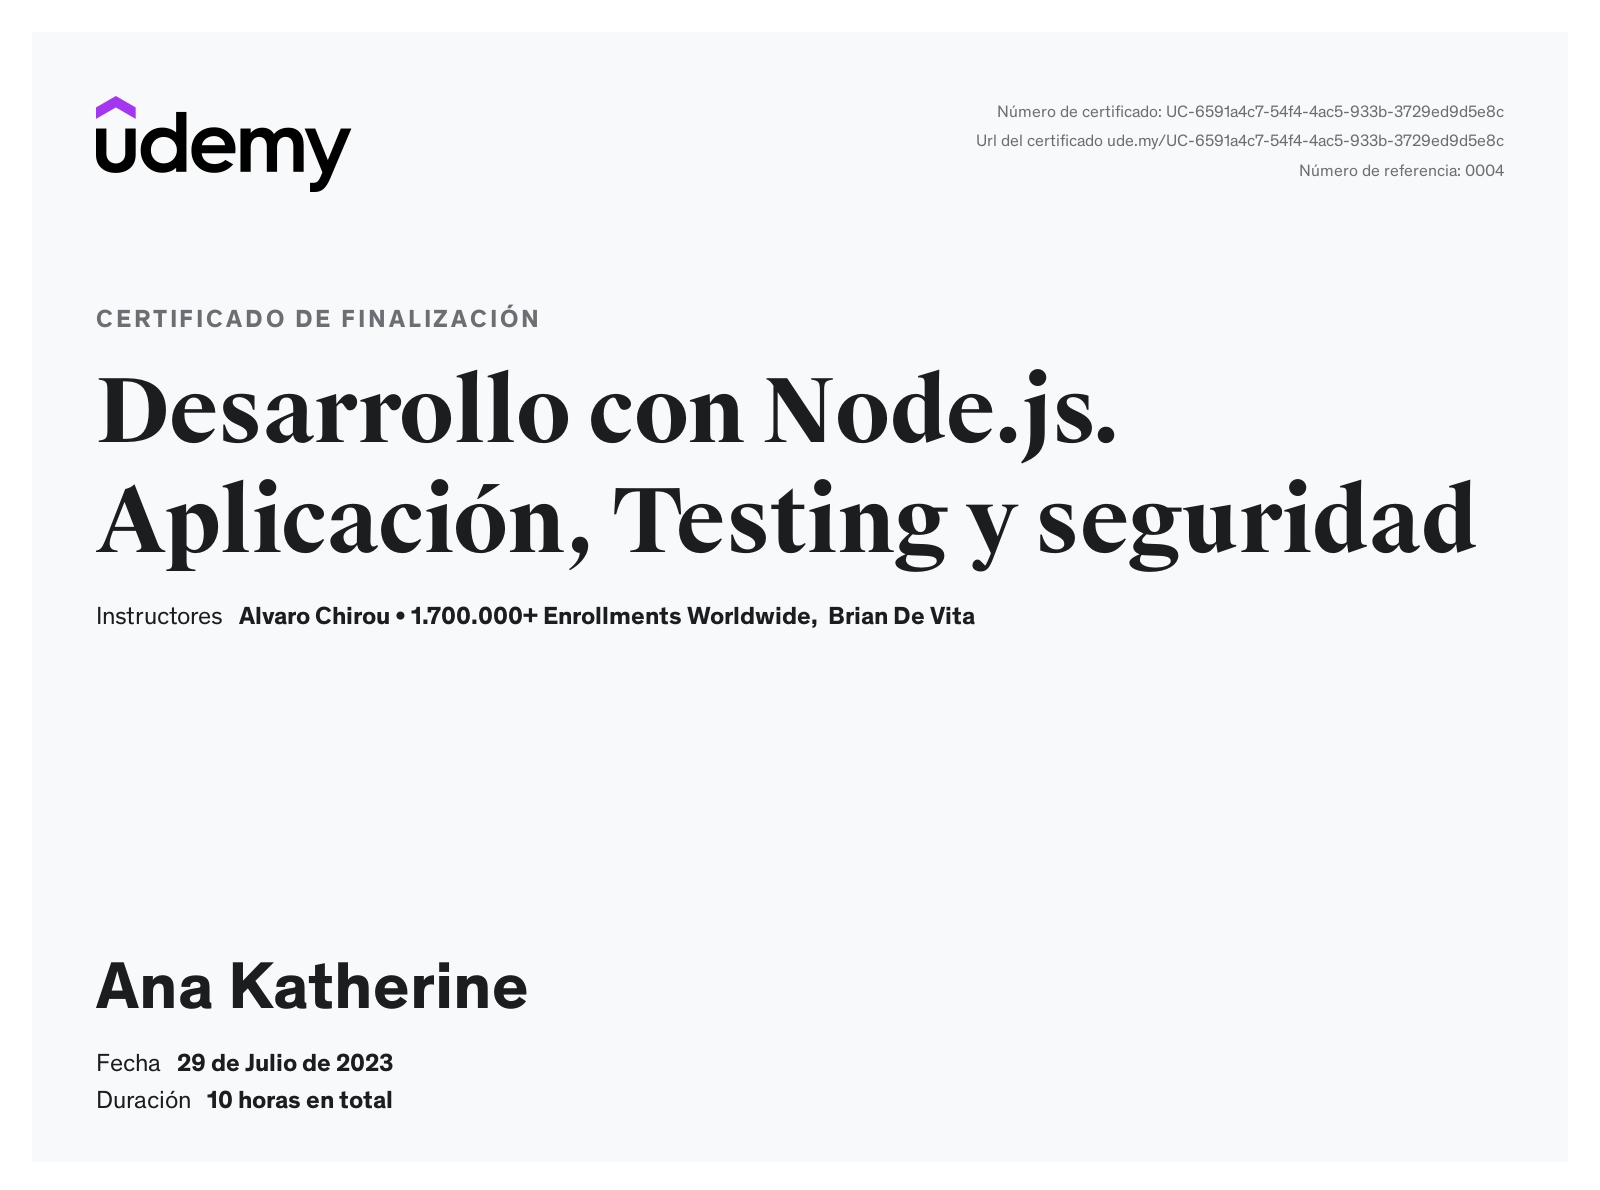 udemy
Número de certificado: UC-6591a4c7-54f4-4ac5-933b-3729ed9d5e8c
Url del certificado ude.my/UC-6591a4c7-54f4-4ac5-933b-3729ed9d5e8c
Número de referencia: 0004
CERTIFICADO DE FINALIZACIÓN
Desarrollo con Node.js.
Aplicación, Testing y seguridad
Instructores Alvaro Chirou • 1.700.000+ Enrollments Worldwide, Brian De Vita
Ana Katherine
Fecha 29 de Julio de 2023
Duración 10 horas en total